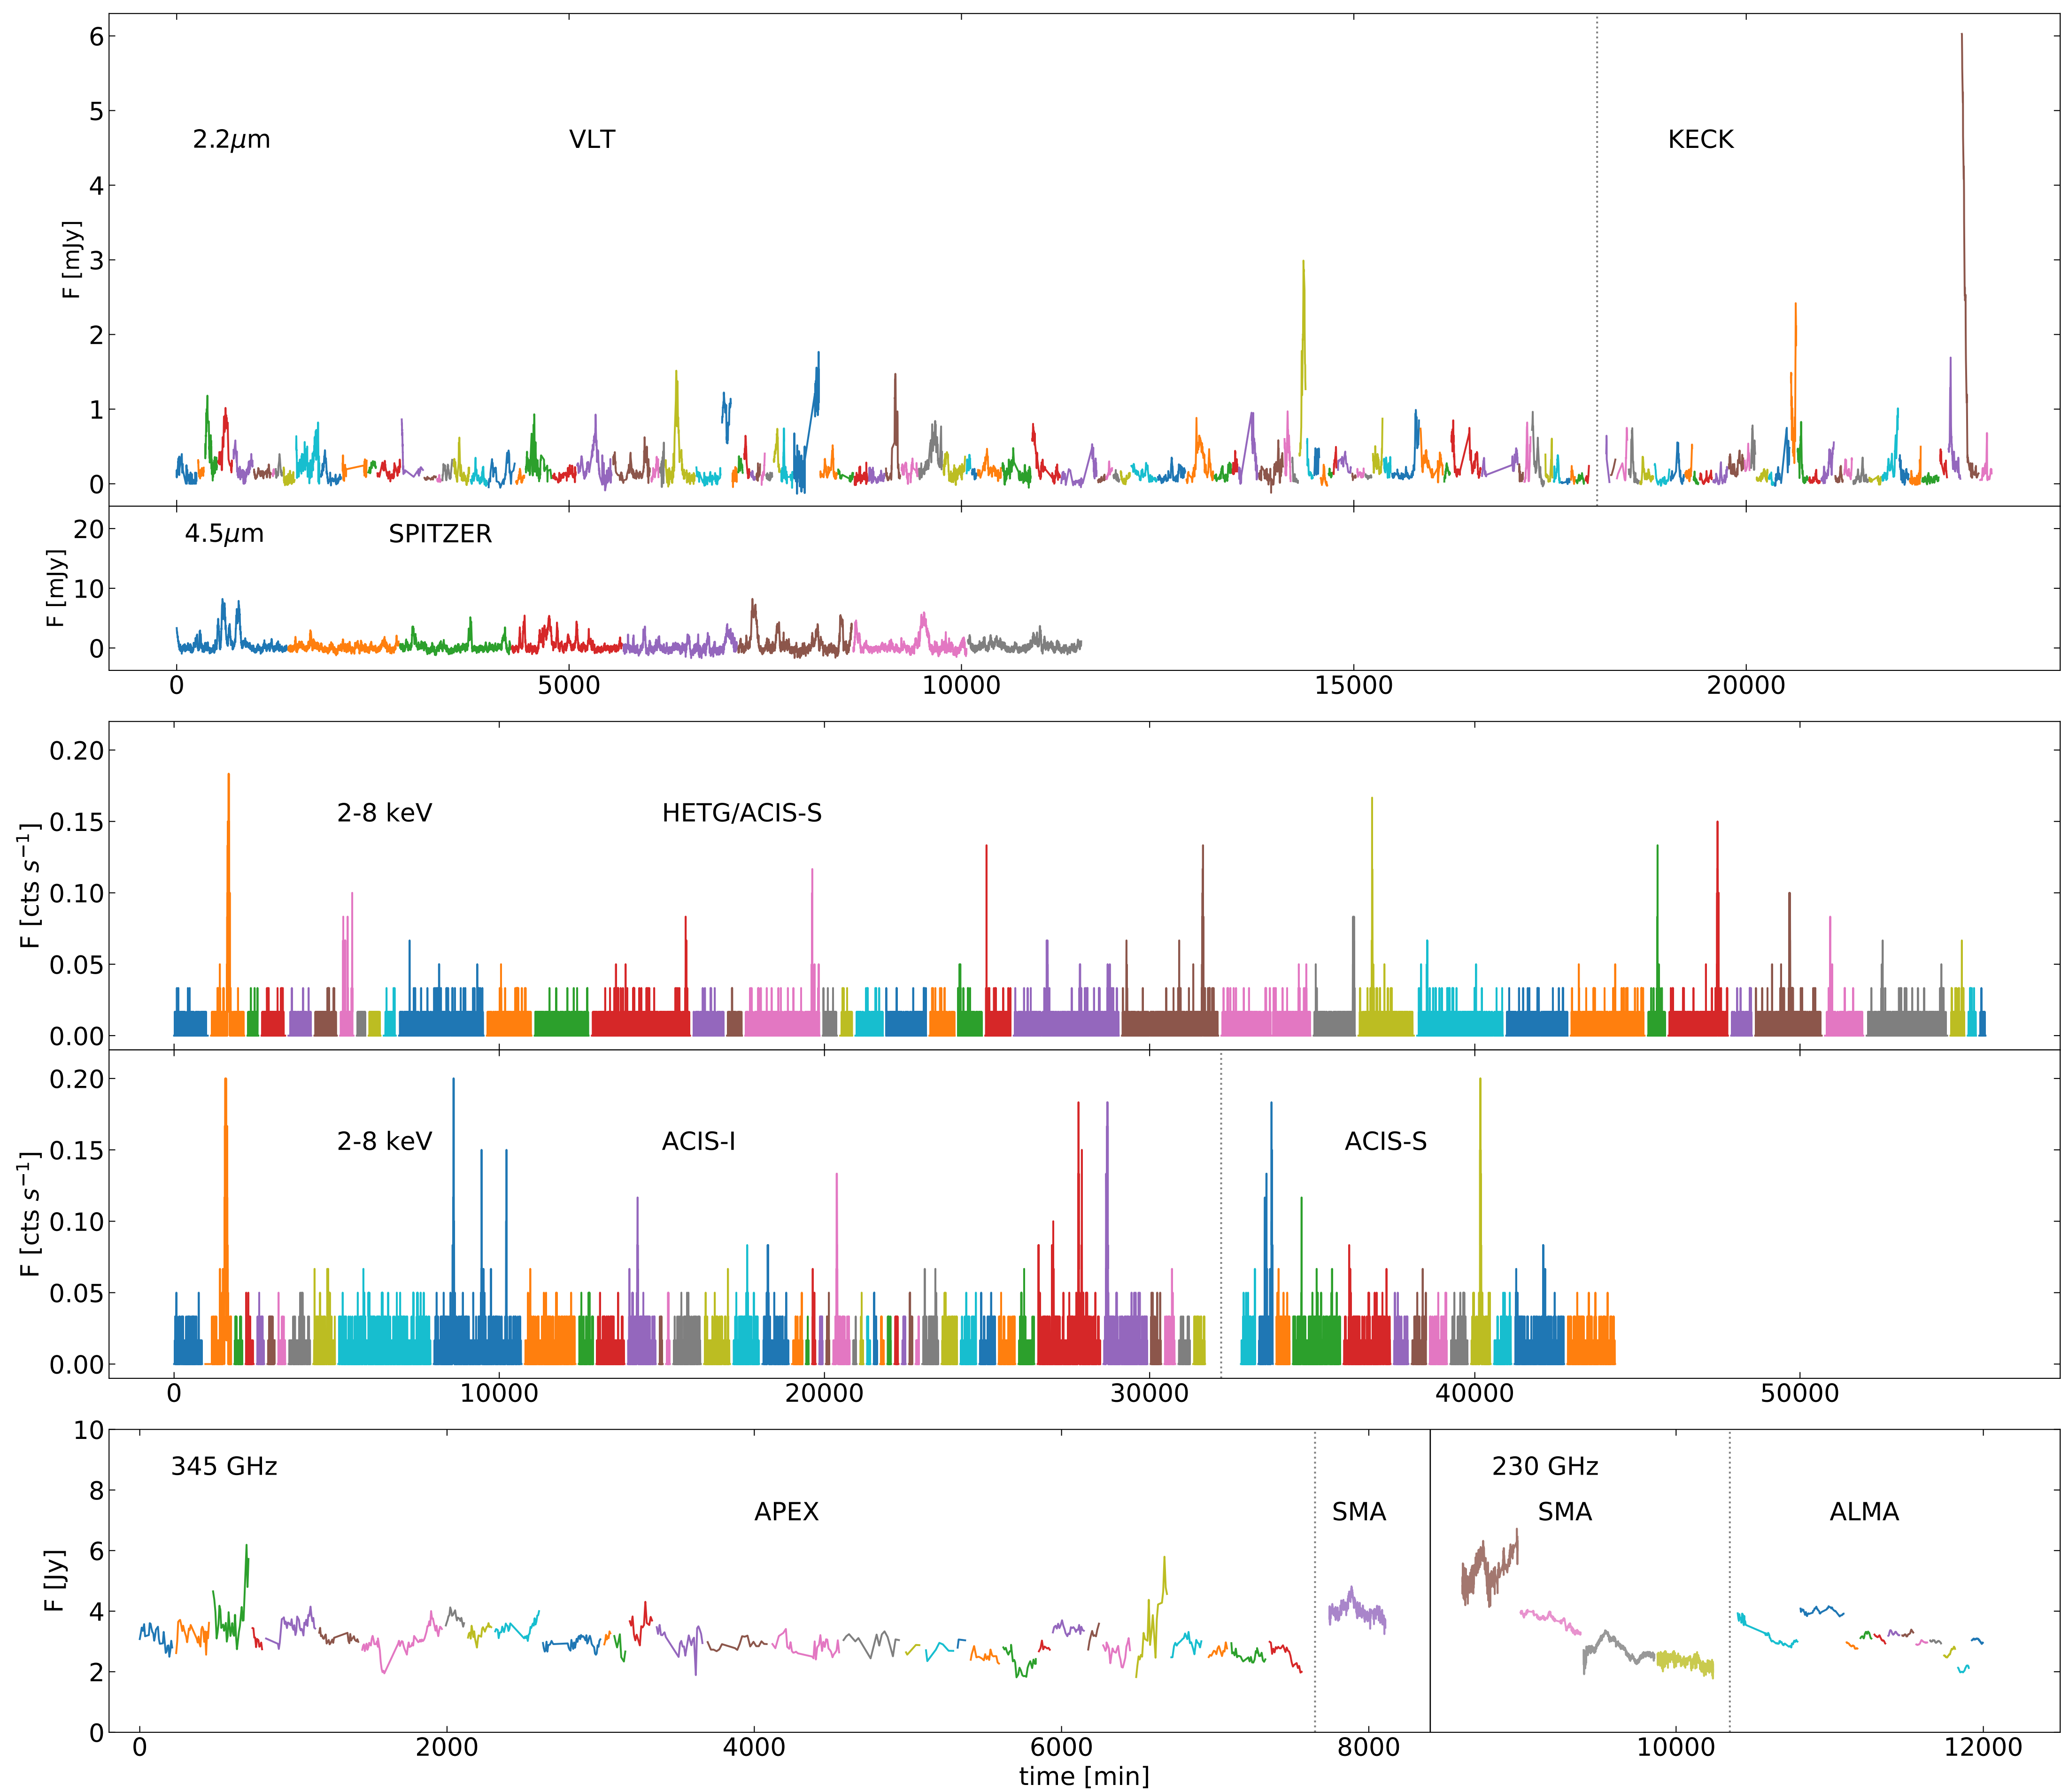 6
5
4
3
2
1
0
F [mJy]
2.2μm
VLT
KECK
20
10
0
F [mJy]
4.5μm
SPITZER
0 5000 10000 15000 20000
0.20
0.15
0.10
0.05
0.00
F [cts s⁻¹]
2-8 keV
HETG/ACIS-S
0.20
0.15
0.10
0.05
0.00
F [cts s⁻¹]
2-8 keV
ACIS-I
ACIS-S
0 10000 20000 30000 40000 50000
10
8
6
4
2
0
F [Jy]
345 GHz
230 GHz
APEX
SMA
SMA
ALMA
0 2000 4000 6000 8000 10000 12000
time [min]